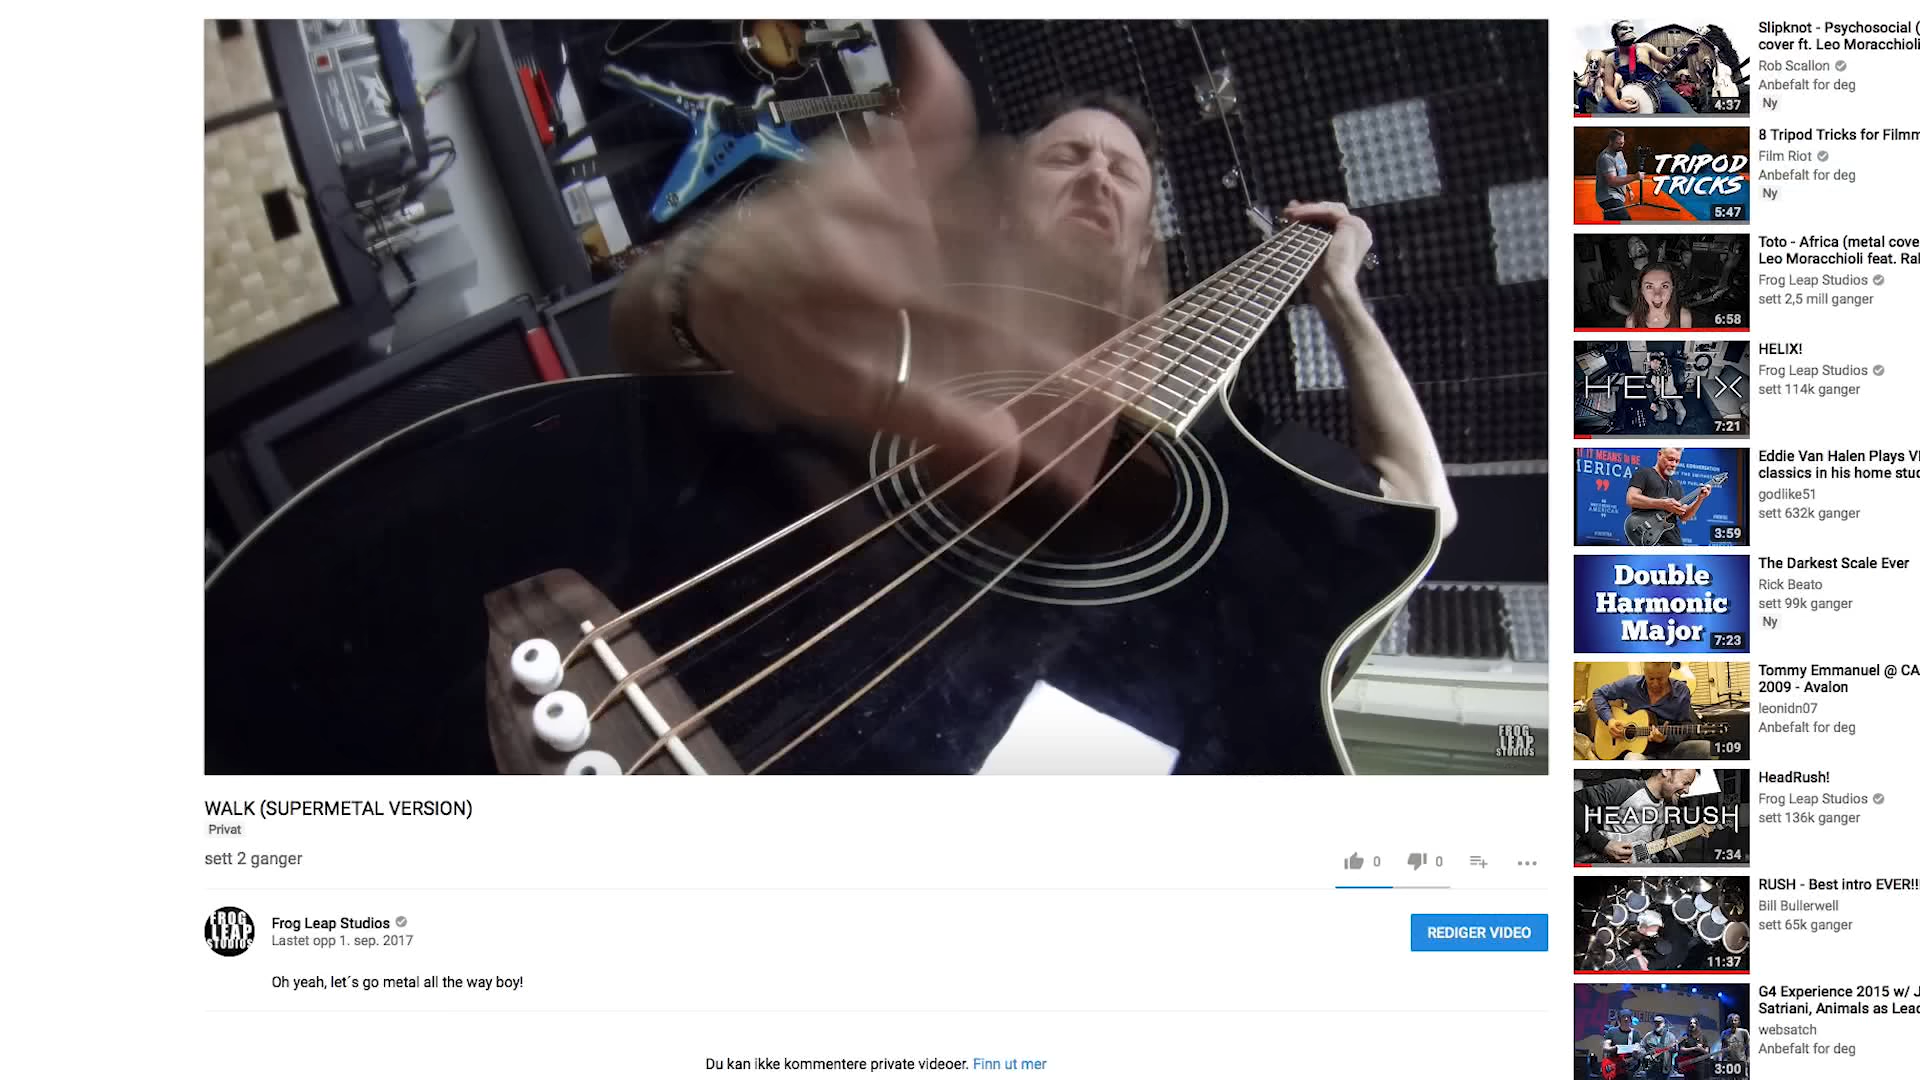 FROG
LEAP
STUDIOS
WALK (SUPERMETAL VERSION)
Privat
sett 2 ganger
0
0
FROG
LEAP
STUDIOS
Frog Leap Studios
Lastet opp 1. sep. 2017
REDIGER VIDEO
Oh yeah, let´s go metal all the way boy!
Du kan ikke kommentere private videoer. Finn ut mer
4:37
Slipknot - Psychosocial (
cover ft. Leo Moracchioli
Rob Scallon
Anbefalt for deg
Ny
TRIPOD
TRICKS
5:47
8 Tripod Tricks for Filmm
Film Riot
Anbefalt for deg
Ny
6:58
Toto - Africa (metal cove
Leo Moracchioli feat. Ral
Frog Leap Studios
sett 2,5 mill ganger
HELIX
7:21
HELIX!
Frog Leap Studios
sett 114k ganger
IT MEANS to BE
MERICA
3:59
Eddie Van Halen Plays V
classics in his home stud
godlike51
sett 632k ganger
Double
Harmonic
Major
7:23
The Darkest Scale Ever
Rick Beato
sett 99k ganger
Ny
1:09
Tommy Emmanuel @ CA
2009 - Avalon
leonidn07
Anbefalt for deg
HEADRUSH
7:34
HeadRush!
Frog Leap Studios
sett 136k ganger
11:37
RUSH - Best intro EVER!!!
Bill Bullerwell
sett 65k ganger
3:00
G4 Experience 2015 w/ J
Satriani, Animals as Lead
websatch
Anbefalt for deg